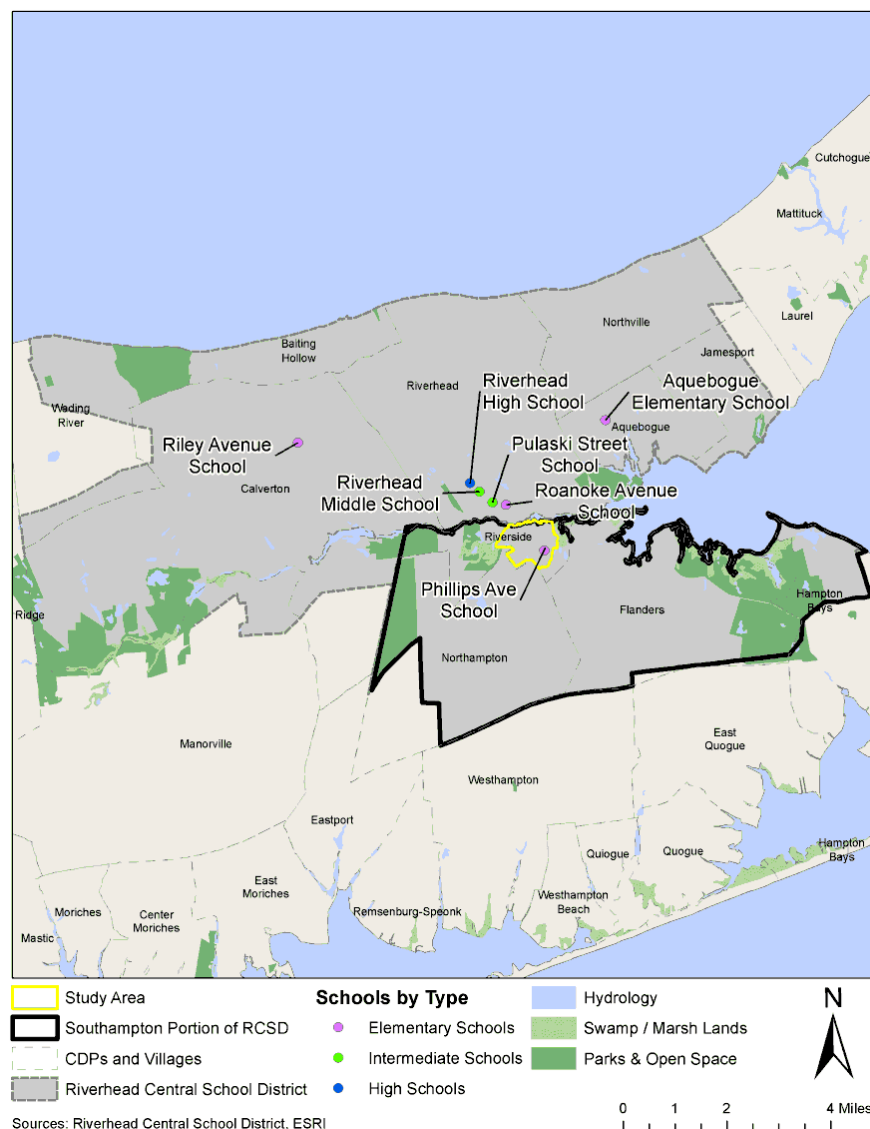 Cutchogue
Mattituck
Laurel
Northville
Jamesport
Baiting
Hollow
Riverhead
Riverhead
High School
Aquebogue
Elementary School
Aquebogue
Wading
River
Riley Avenue
School
Calverton
Pulaski Street
School
Riverhead
Middle School
Roanoke Avenue
School
Riverside
Phillips Ave
School
Flanders
Hampton
Bays
Ridge
Northampton
Manorville
East
Quogue
Westhampton
Eastport
Quiogue
Quogue
Hampton
Bays
East
Moriches
Westhampton
Beach
Remsenburg-Speonk
Moriches
Center
Moriches
Mastic
Study Area
Southampton Portion of RCSD
CDPs and Villages
Riverhead Central School District
Schools by Type
Elementary Schools
Intermediate Schools
High Schools
Hydrology
Swamp / Marsh Lands
Parks & Open Space
N
Sources: Riverhead Central School District, ESRI
0 1 2 4 Miles